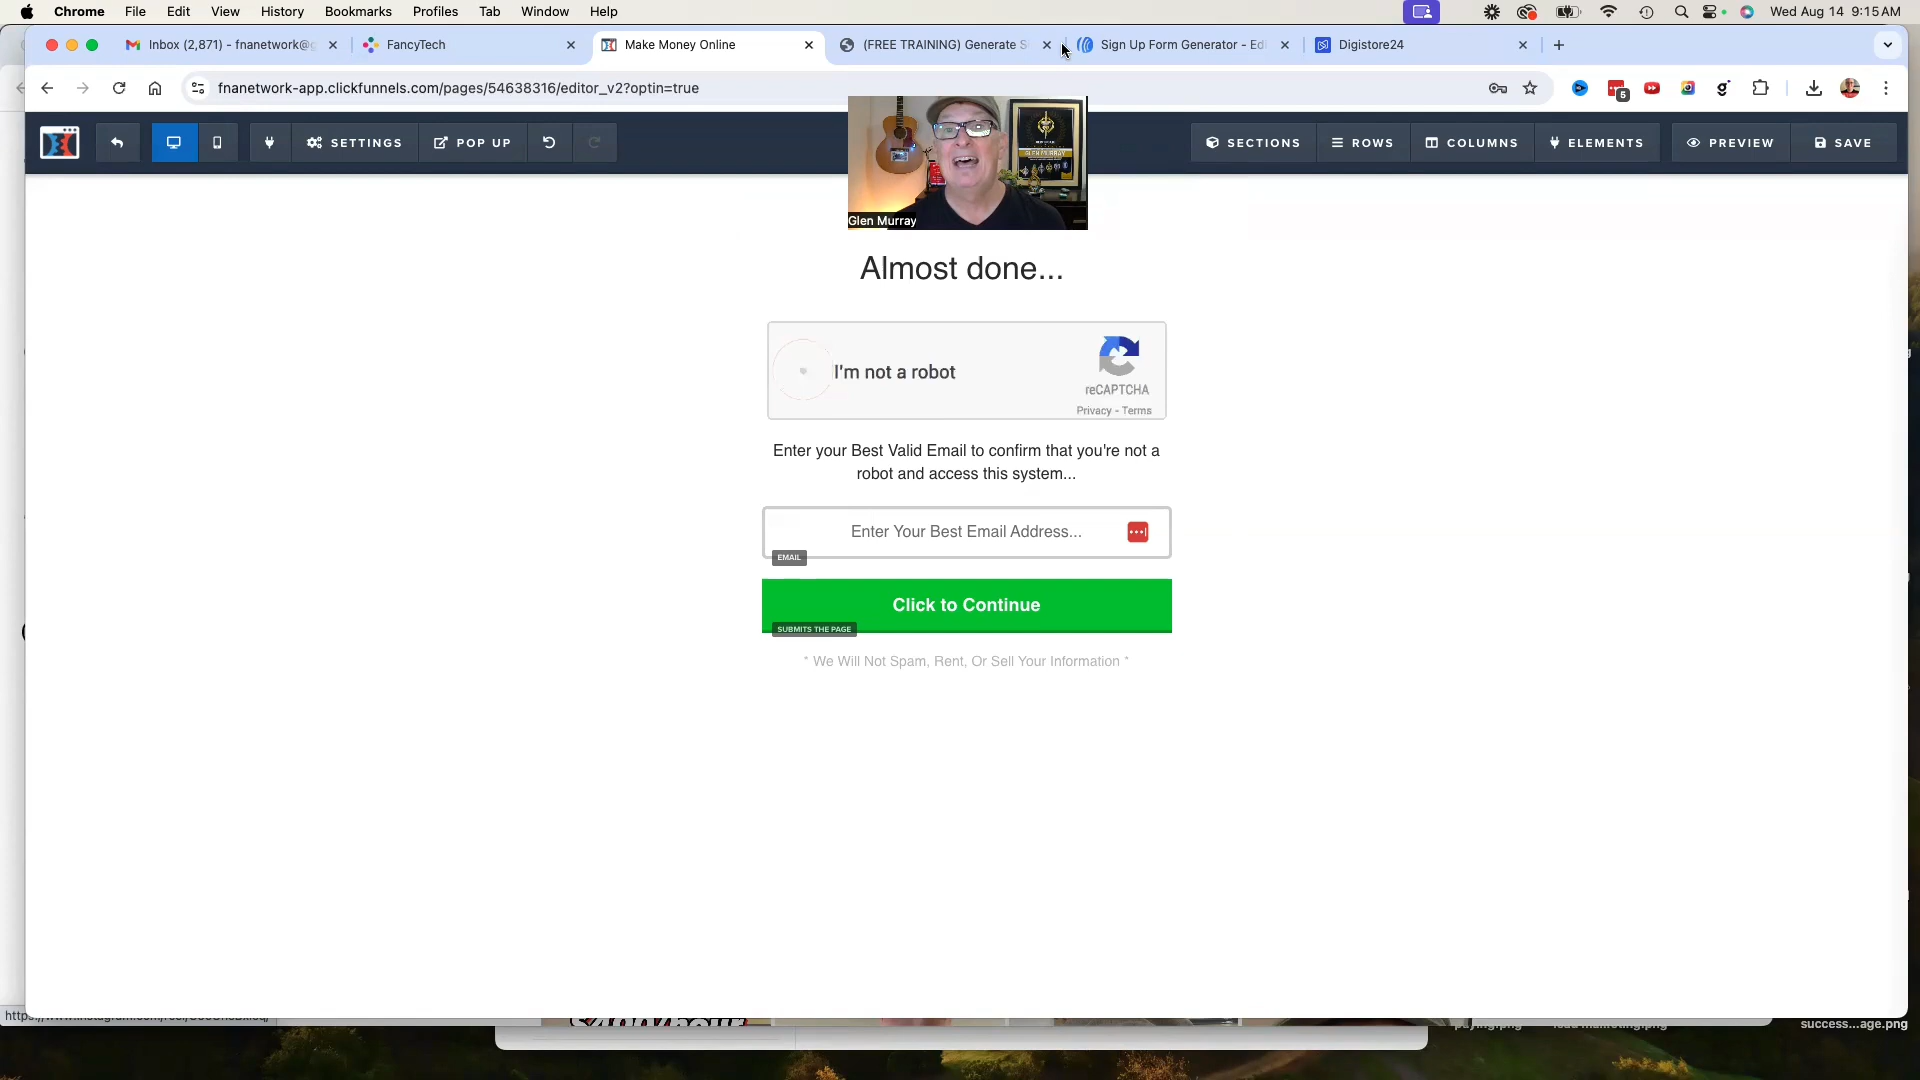 Chrome File Edit View History Bookmarks Profiles Tab Window Help
Wed Aug 14 9:15AM
Inbox (2,871) - fnanetwork@g
FancyTech
Make Money Online
(FREE TRAINING) Generate S
Sign Up Form Generator - Edi
Digistore24
fnanetwork-app.clickfunnels.com/pages/54638316/editor_v2?optin=true
5
SETTINGS
POP UP
SECTIONS
ROWS
COLUMNS
ELEMENTS
PREVIEW
SAVE
GLEN MURRAY
Glen Murray
Almost done...
I'm not a robot
reCAPTCHA
Privacy - Terms
Enter your Best Valid Email to confirm that you're not a
robot and access this system...
Enter Your Best Email Address...
EMAIL
Click to Continue
SUBMITS THE PAGE
* We Will Not Spam, Rent, Or Sell Your Information *
success...age.png